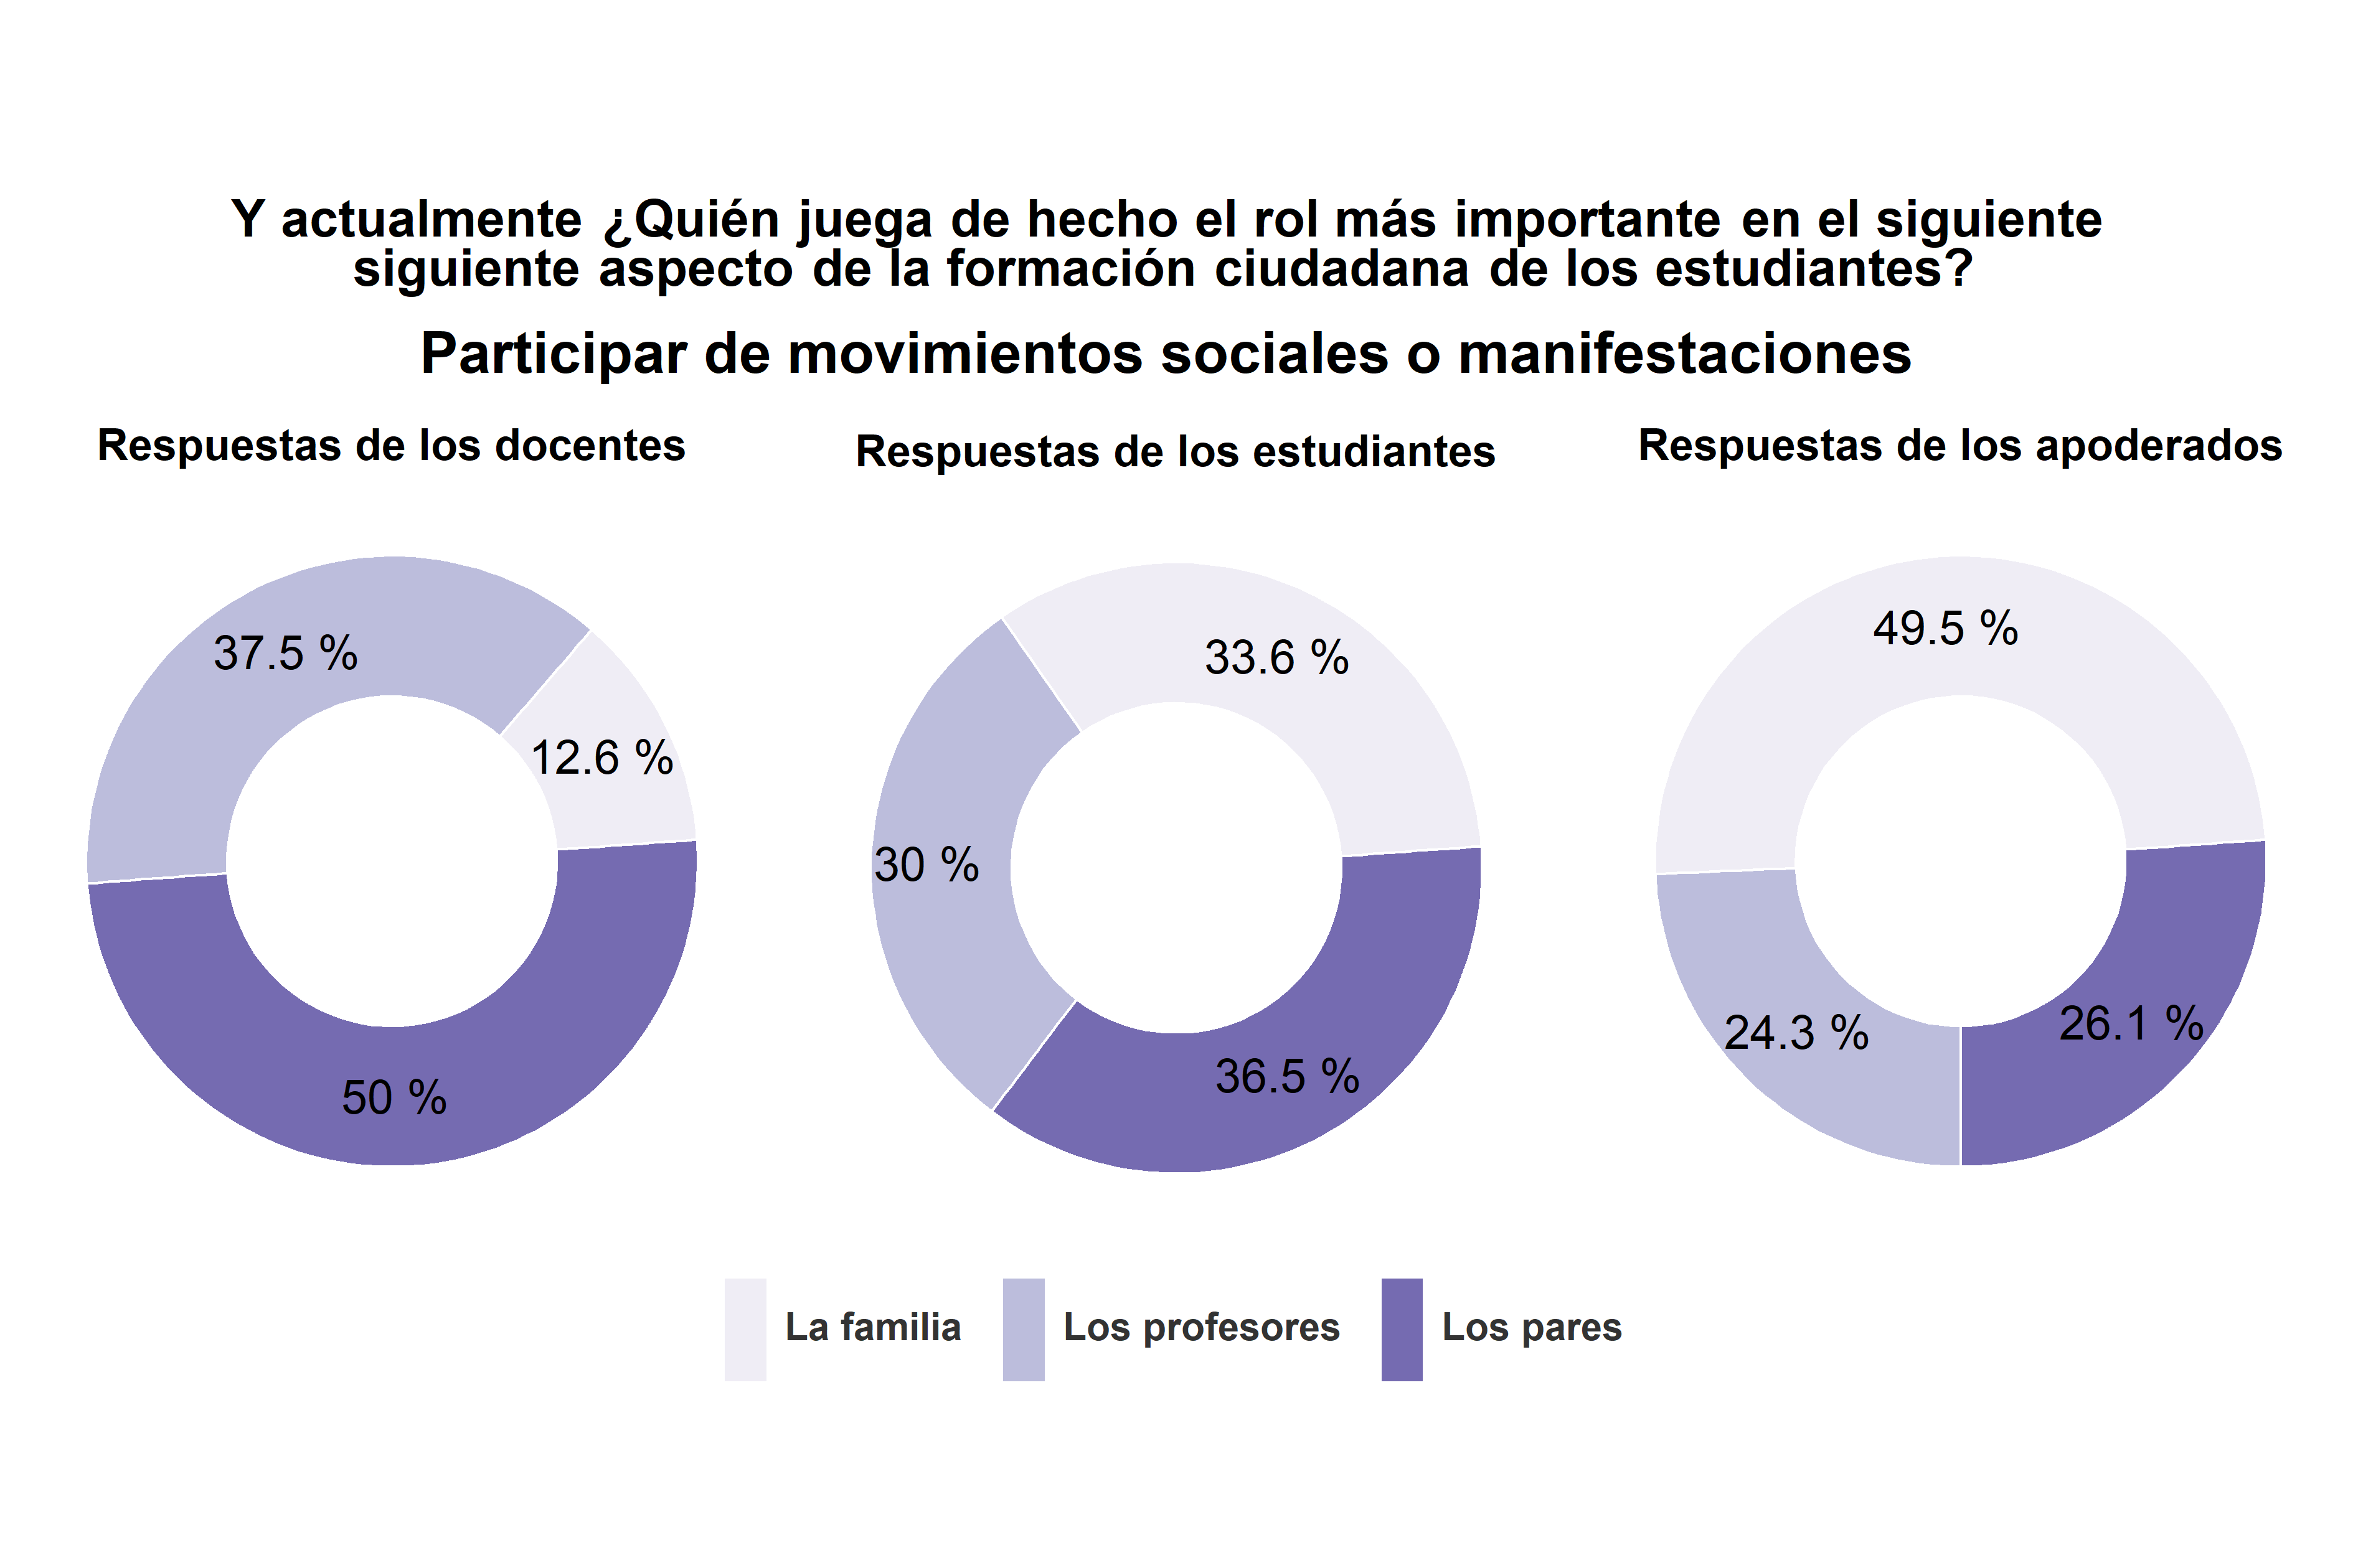 Y actualmente ¿Quién juega de hecho el rol más importante en el siguiente
siguiente aspecto de la formación ciudadana de los estudiantes?
Participar de movimientos sociales o manifestaciones
Respuestas de los docentes
37.5 %
12.6 %
50 %
Respuestas de los estudiantes
33.6 %
30 %
36.5 %
Respuestas de los apoderados
49.5 %
24.3 %
26.1 %
La familia
Los profesores
Los pares